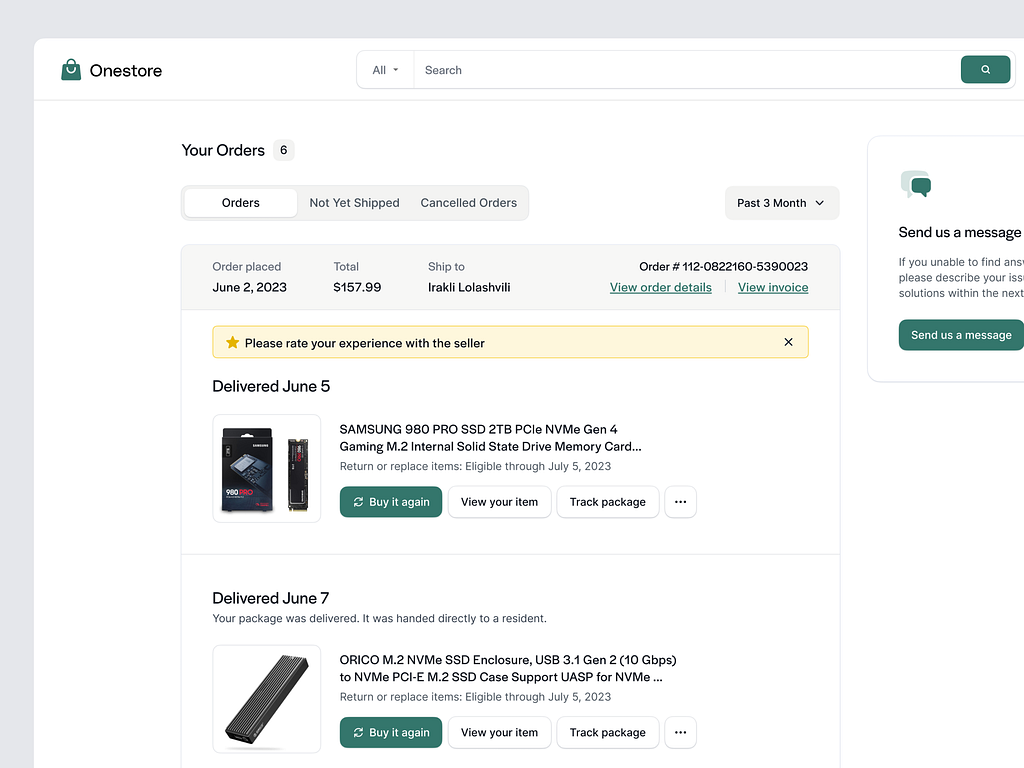 Onestore
All
Search
Your Orders 6
Orders
Not Yet Shipped
Cancelled Orders
Past 3 Month
Order placed
June 2, 2023
Total
$157.99
Ship to
Irakli Lolashvili
Order # 112-0822160-5390023
View order details
View invoice
Please rate your experience with the seller
Delivered June 5
SAMSUNG
980 PRO
SAMSUNG 980 PRO SSD 2TB PCIe NVMe Gen 4
Gaming M.2 Internal Solid State Drive Memory Card...
Return or replace items: Eligible through July 5, 2023
Buy it again
View your item
Track package
Delivered June 7
Your package was delivered. It was handed directly to a resident.
ORICO M.2 NVMe SSD Enclosure, USB 3.1 Gen 2 (10 Gbps)
to NVMe PCI-E M.2 SSD Case Support UASP for NVMe ...
Return or replace items: Eligible through July 5, 2023
Buy it again
View your item
Track package
Send us a message
If you unable to find answ
please describe your issu
solutions within the next
Send us a message